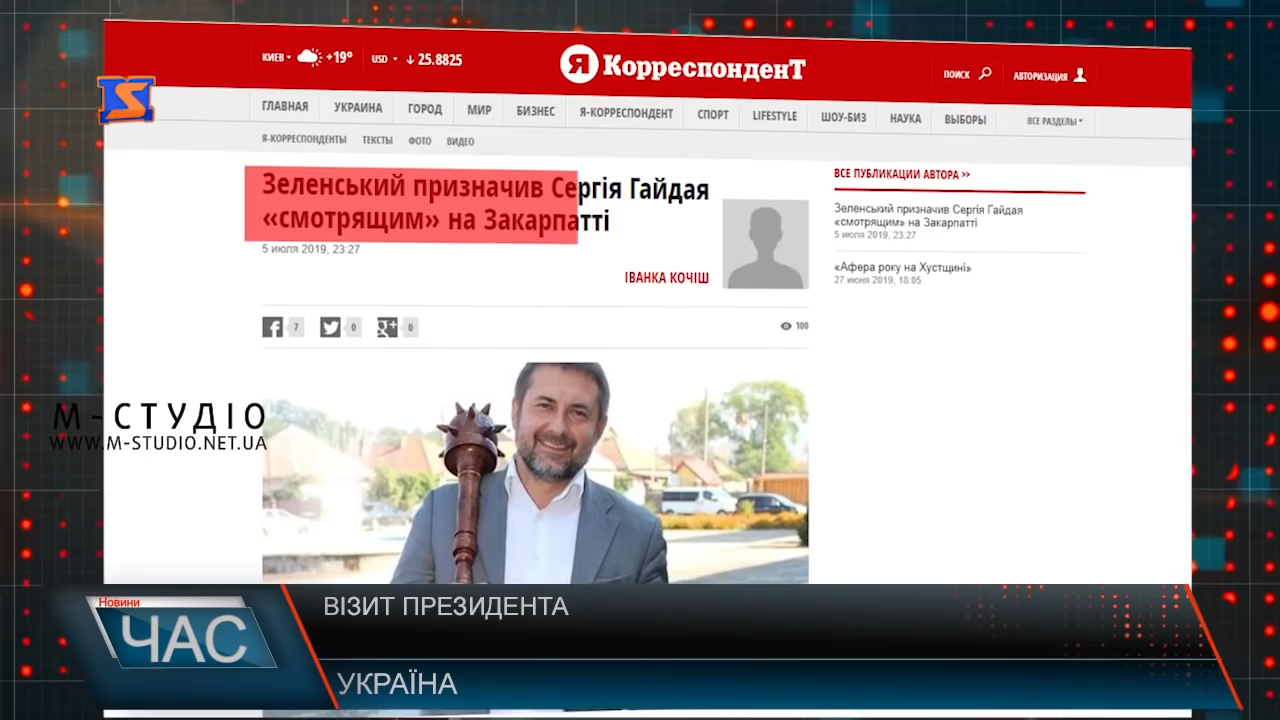 КИЕВ +19° USD 25.8825
Я КорреспонденТ
ПОИСК АВТОРИЗАЦИЯ
S
ГЛАВНАЯ УКРАИНА ГОРОД МИР БИЗНЕС Я-КОРРЕСПОНДЕНТ СПОРТ LIFESTYLE ШОУ-БИЗ НАУКА ВЫБОРЫ ВСЕ РАЗДЕЛЫ
Я-КОРРЕСПОНДЕНТЫ ТЕКСТЫ ФОТО ВИДЕО
Зеленський призначив Сергія Гайдая
«смотрящим» на Закарпатті
5 июля 2019, 23:27
ІВАНКА КОЧІШ
f 7 0 g+ 0
100
ВСЕ ПУБЛИКАЦИИ АВТОРА >>
Зеленський призначив Сергія Гайдая
«смотрящим» на Закарпатті
5 июля 2019, 23:27
«Афера року на Хустщині»
27 июня 2019, 18:05
М-СТУДІО
WWW.M-STUDIO.NET.UA
Новини
ЧАС
ВІЗИТ ПРЕЗИДЕНТА
УКРАЇНА